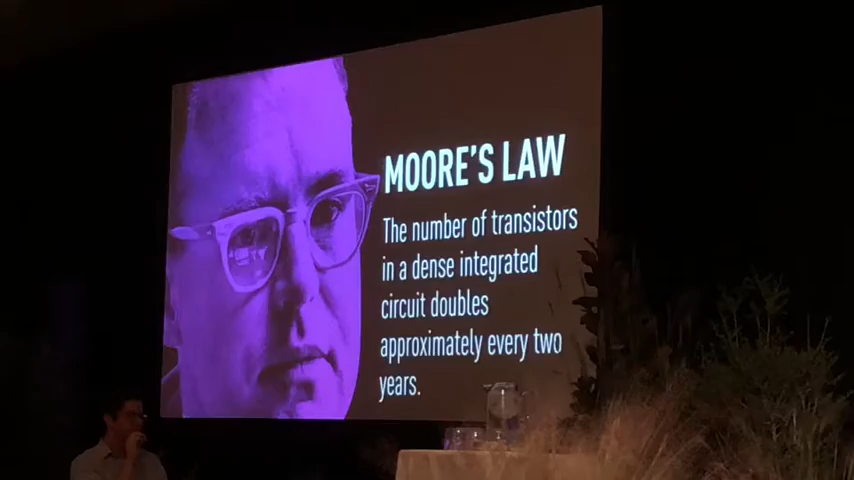 MOORE'S LAW
The number of transistors
in a dense integrated
circuit doubles
approximately every two
years.